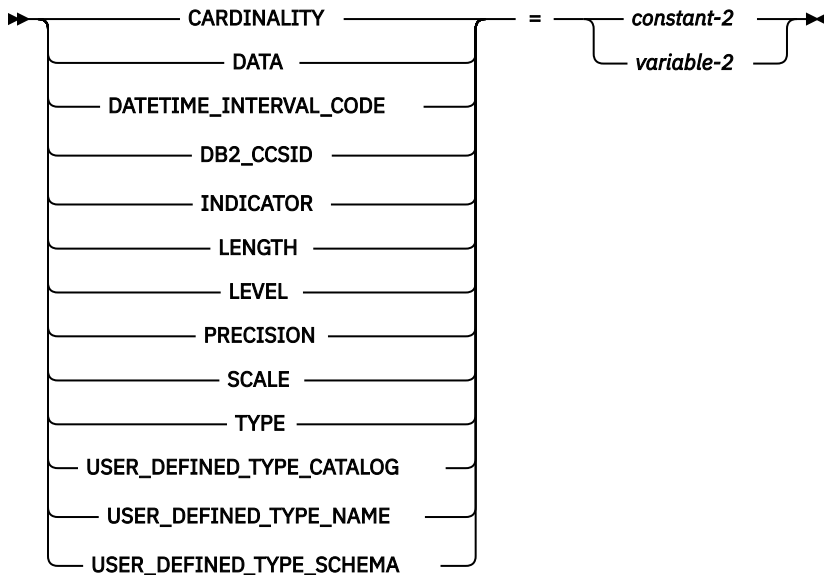 CARDINALITY = constant-2
DATA variable-2
DATETIME_INTERVAL_CODE
DB2_CCSID
INDICATOR
LENGTH
LEVEL
PRECISION
SCALE
TYPE
USER_DEFINED_TYPE_CATALOG
USER_DEFINED_TYPE_NAME
USER_DEFINED_TYPE_SCHEMA